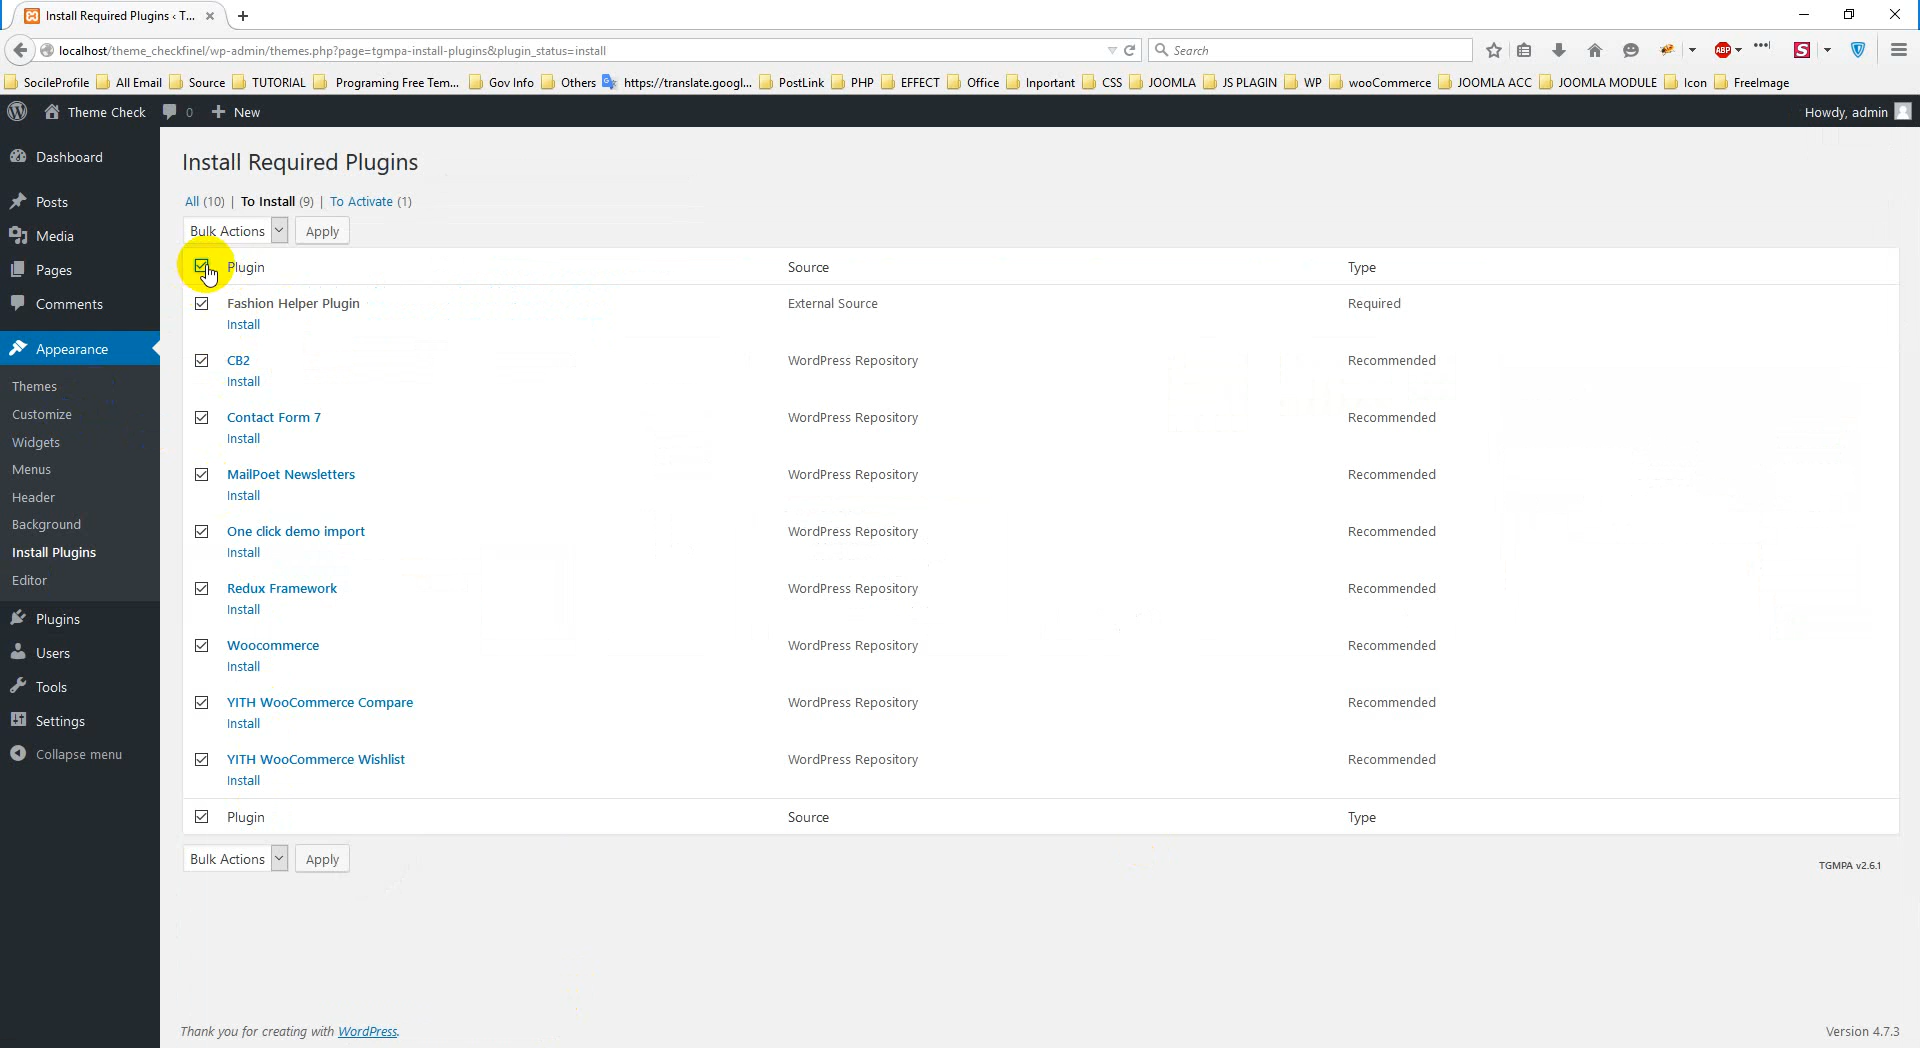 Install Required Plugins ‹ T...
localhost/theme_checkfinel/wp-admin/themes.php?page=tgmpa-install-plugins&plugin_status=install
Search
ABP
S
SocileProfile All Email Source TUTORIAL Programing Free Tem... Gov Info Others https://translate.googl... PostLink PHP EFFECT Office Inportant CSS JOOMLA JS PLAGIN WP wooCommerce JOOMLA ACC JOOMLA MODULE Icon FreeImage
Theme Check 0 + New Howdy, admin
Dashboard
Posts
Media
Pages
Comments
Appearance
Themes
Customize
Widgets
Menus
Header
Background
Install Plugins
Editor
Plugins
Users
Tools
Settings
Collapse menu
Install Required Plugins
All (10) | To Install (9) | To Activate (1)
Bulk Actions Apply
Plugin Source Type
Fashion Helper Plugin External Source Required
Install
CB2 WordPress Repository Recommended
Install
Contact Form 7 WordPress Repository Recommended
Install
MailPoet Newsletters WordPress Repository Recommended
Install
One click demo import WordPress Repository Recommended
Install
Redux Framework WordPress Repository Recommended
Install
Woocommerce WordPress Repository Recommended
Install
YITH WooCommerce Compare WordPress Repository Recommended
Install
YITH WooCommerce Wishlist WordPress Repository Recommended
Install
Plugin Source Type
Bulk Actions Apply
TGMPA v2.6.1
Thank you for creating with WordPress. Version 4.7.3